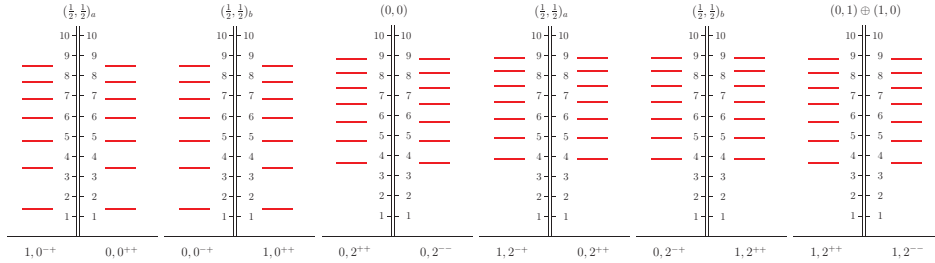 (1/2, 1/2)_a (1/2, 1/2)_b (0, 0) (1/2, 1/2)_a (1/2, 1/2)_b (0, 1) ⊕ (1, 0)
10 10 10 10 10 10 10 10 10 10 10 10
9 9 9 9 9 9 9 9 9 9 9 9
8 8 8 8 8 8 8 8 8 8 8 8
7 7 7 7 7 7 7 7 7 7 7 7
6 6 6 6 6 6 6 6 6 6 6 6
5 5 5 5 5 5 5 5 5 5 5 5
4 4 4 4 4 4 4 4 4 4 4 4
3 3 3 3 3 3 3 3 3 3 3 3
2 2 2 2 2 2 2 2 2 2 2 2
1 1 1 1 1 1 1 1 1 1 1 1
1, 0⁻⁺ 0, 0⁺⁺ 0, 0⁻⁺ 1, 0⁺⁺ 0, 2⁺⁺ 0, 2⁻⁻ 1, 2⁻⁺ 0, 2⁺⁺ 0, 2⁻⁺ 1, 2⁺⁺ 1, 2⁺⁺ 1, 2⁻⁻